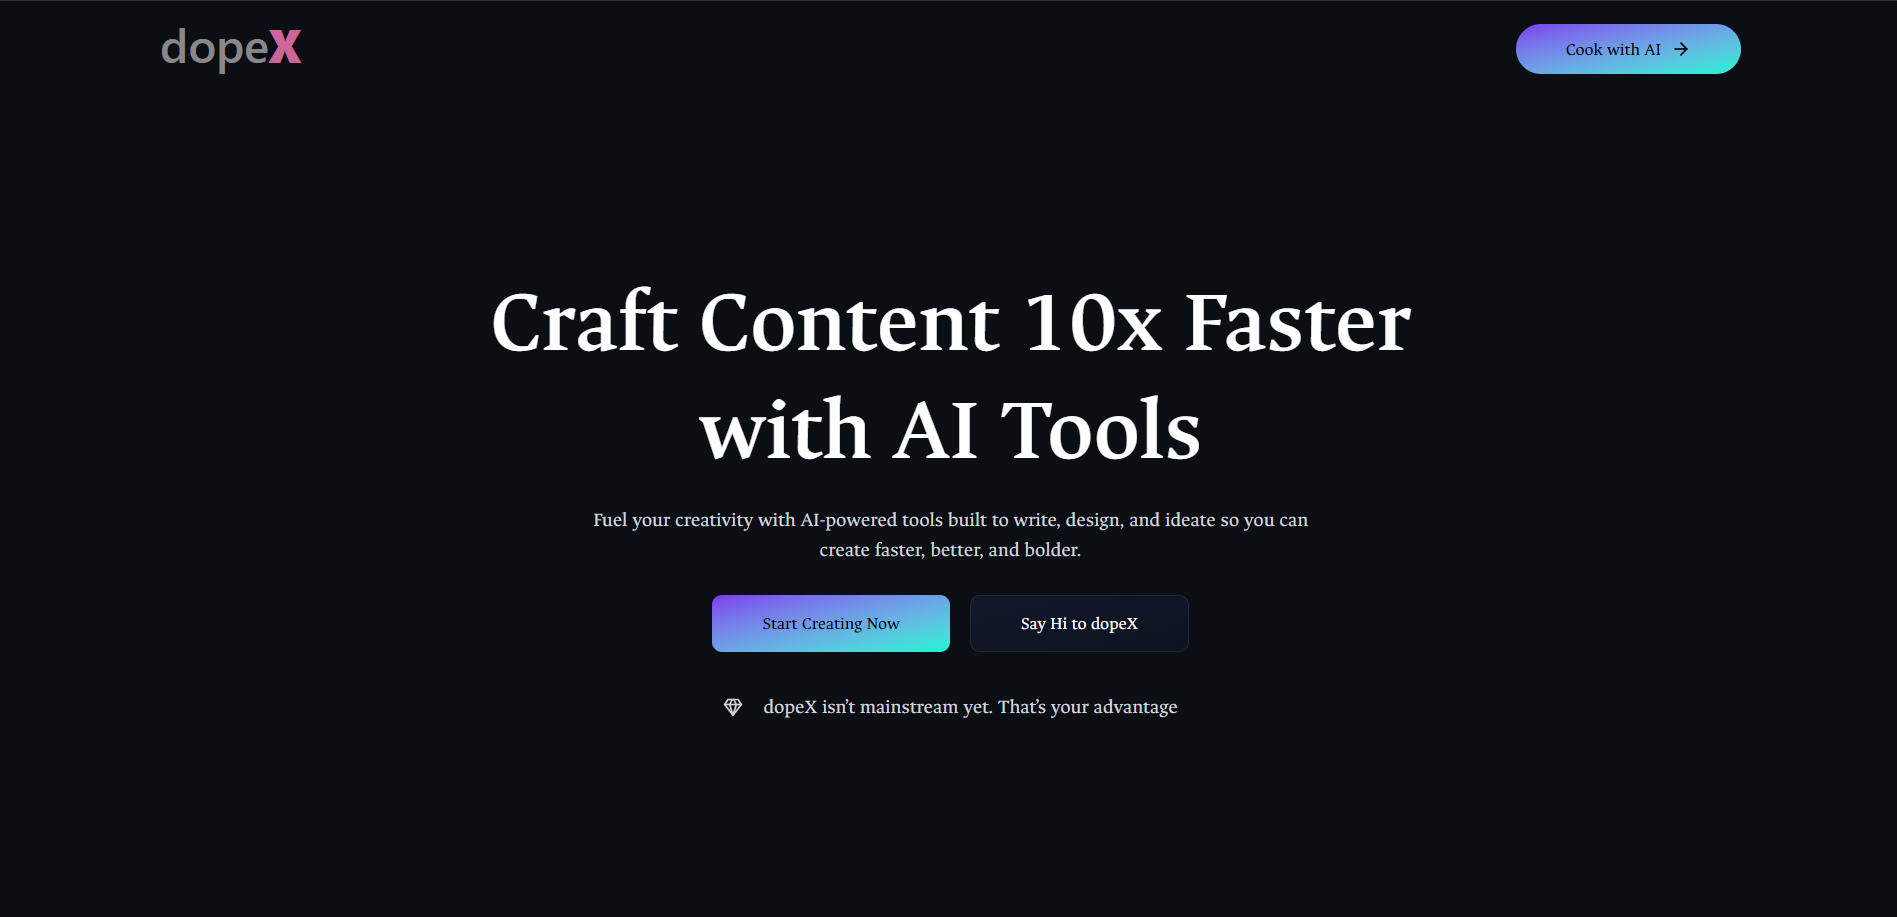 dopeX
Cook with AI →
Craft Content 10x Faster
with AI Tools
Fuel your creativity with AI-powered tools built to write, design, and ideate so you can
create faster, better, and bolder.
Start Creating Now
Say Hi to dopeX
dopeX isn’t mainstream yet. That’s your advantage